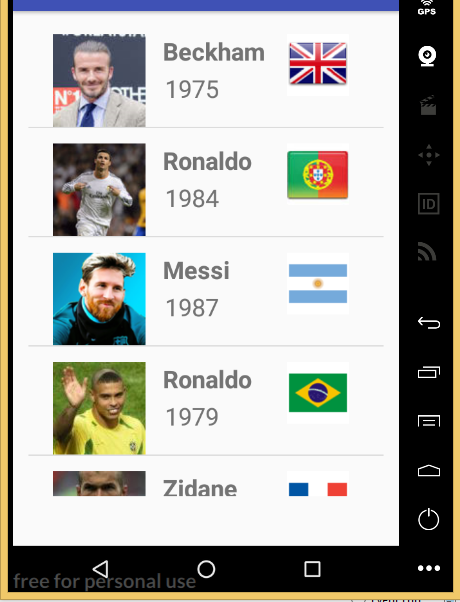 GPS
Beckham
1975
Ronaldo
1984
Messi
1987
Ronaldo
1979
Zidane
ID
free for personal use